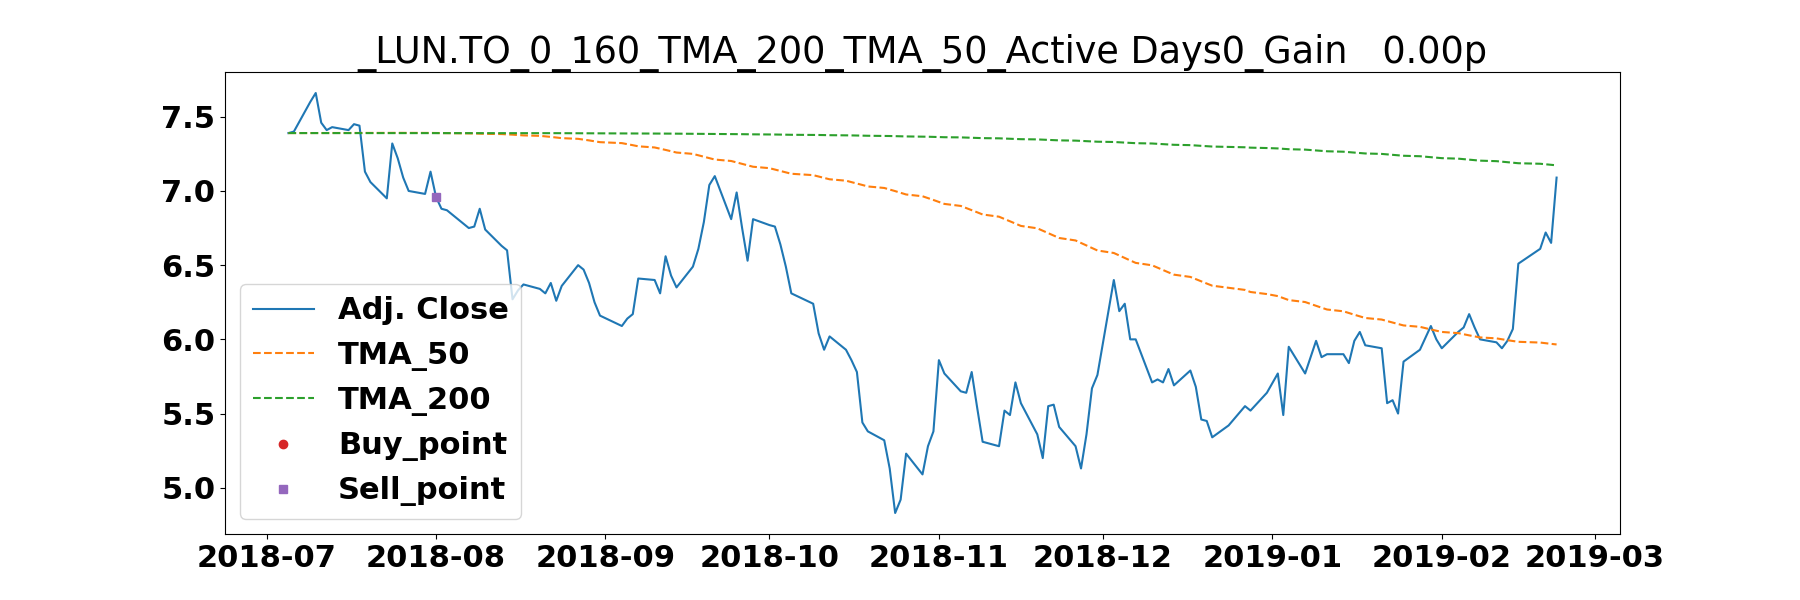 _LUN.TO_0_160_TMA_200_TMA_50_Active Days0_Gain   0.00p
7.5
7.0
6.5
6.0
5.5
5.0
Adj. Close
TMA_50
TMA_200
Buy_point
Sell_point
2018-07 2018-08 2018-09 2018-10 2018-11 2018-12 2019-01 2019-02 2019-03